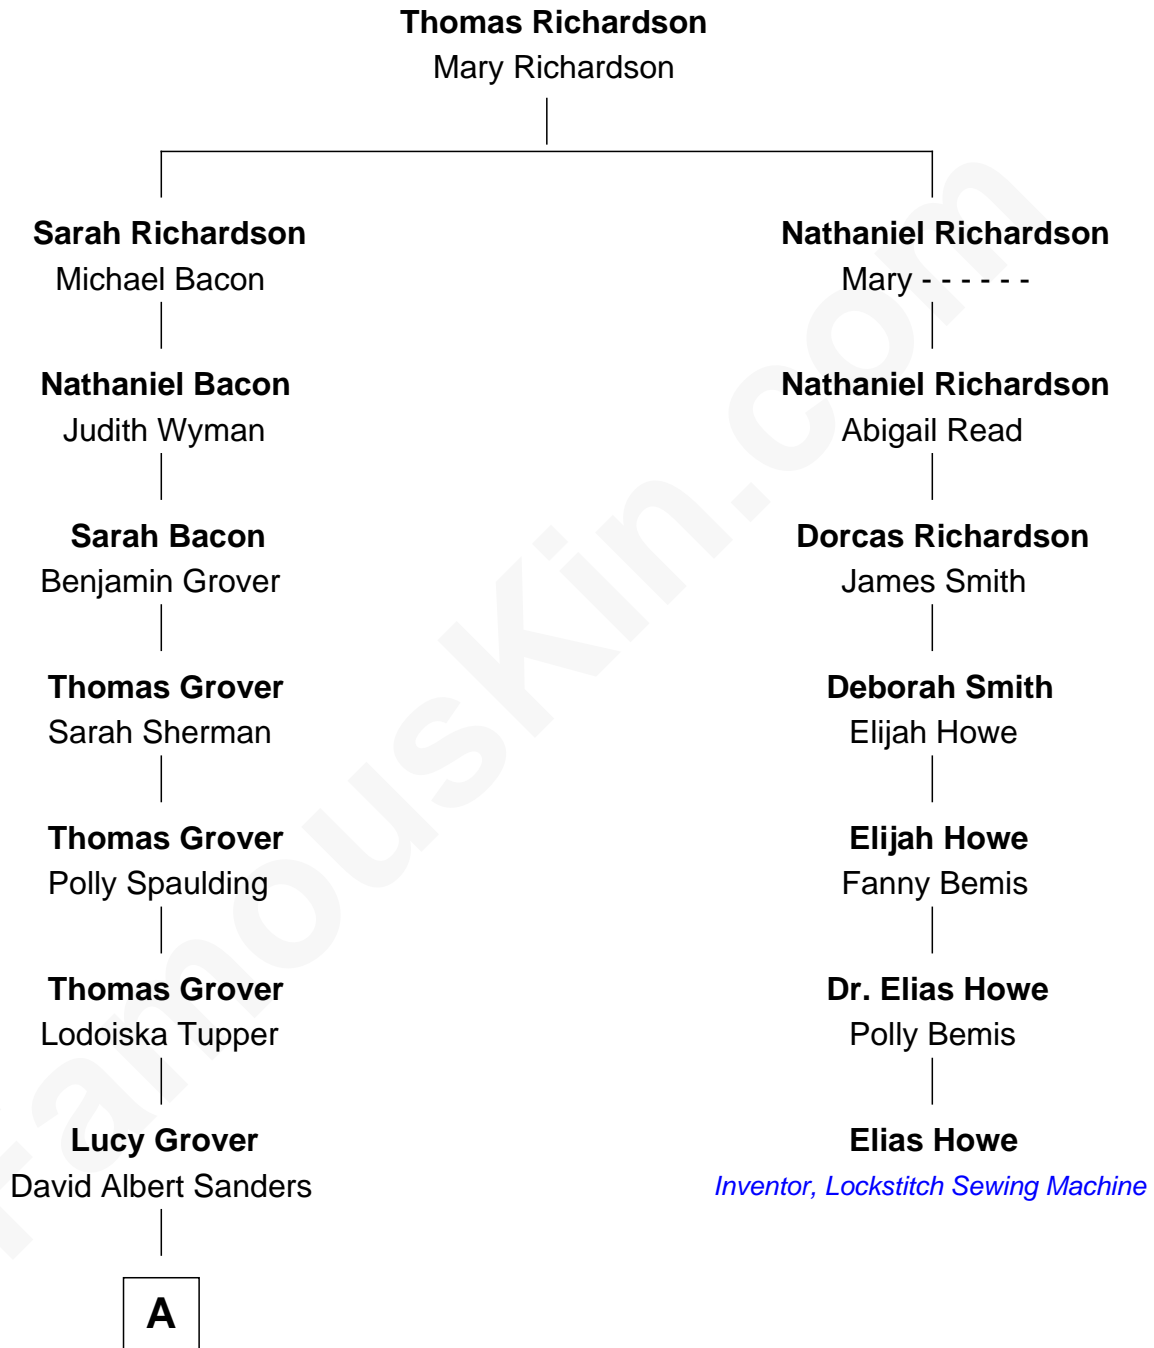 Thomas Richardson
Mary Richardson
Sarah Richardson
Michael Bacon
Nathaniel Richardson
Mary - - - - - -
Nathaniel Bacon
Judith Wyman
Nathaniel Richardson
Abigail Read
Sarah Bacon
Benjamin Grover
Dorcas Richardson
James Smith
Thomas Grover
Sarah Sherman
Deborah Smith
Elijah Howe
Thomas Grover
Polly Spaulding
Elijah Howe
Fanny Bemis
Thomas Grover
Lodoiska Tupper
Dr. Elias Howe
Polly Bemis
Lucy Grover
David Albert Sanders
Elias Howe
Inventor, Lockstitch Sewing Machine
A
FamousKin.com